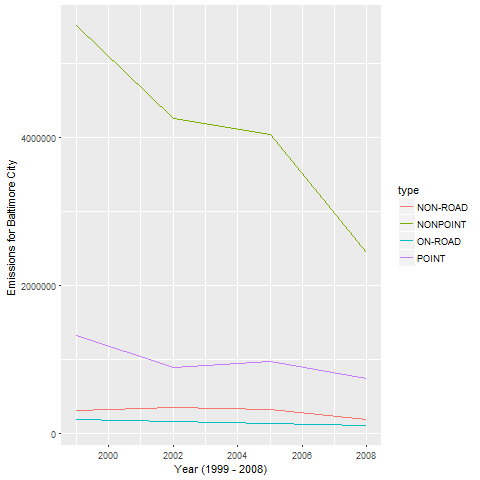 Emissions for Baltimore City
4000000
2000000
0
2000
2002
2004
2006
2008
Year (1999 - 2008)
type
NON-ROAD
NONPOINT
ON-ROAD
POINT